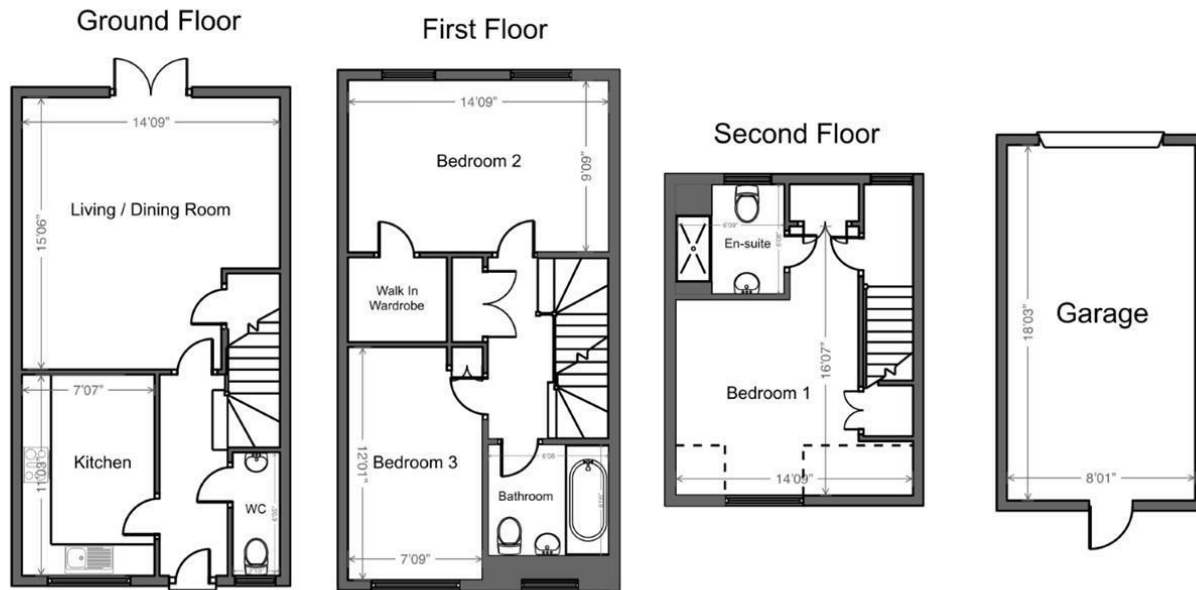 Ground Floor
14'09"
15'06"
Living / Dining Room
7'07"
11'03"
Kitchen
WC
First Floor
14'09"
9'09"
Bedroom 2
Walk In
Wardrobe
12'01"
Bedroom 3
7'09"
Bathroom
Second Floor
En-suite
16'07"
Bedroom 1
14'09"
18'03"
Garage
8'01"